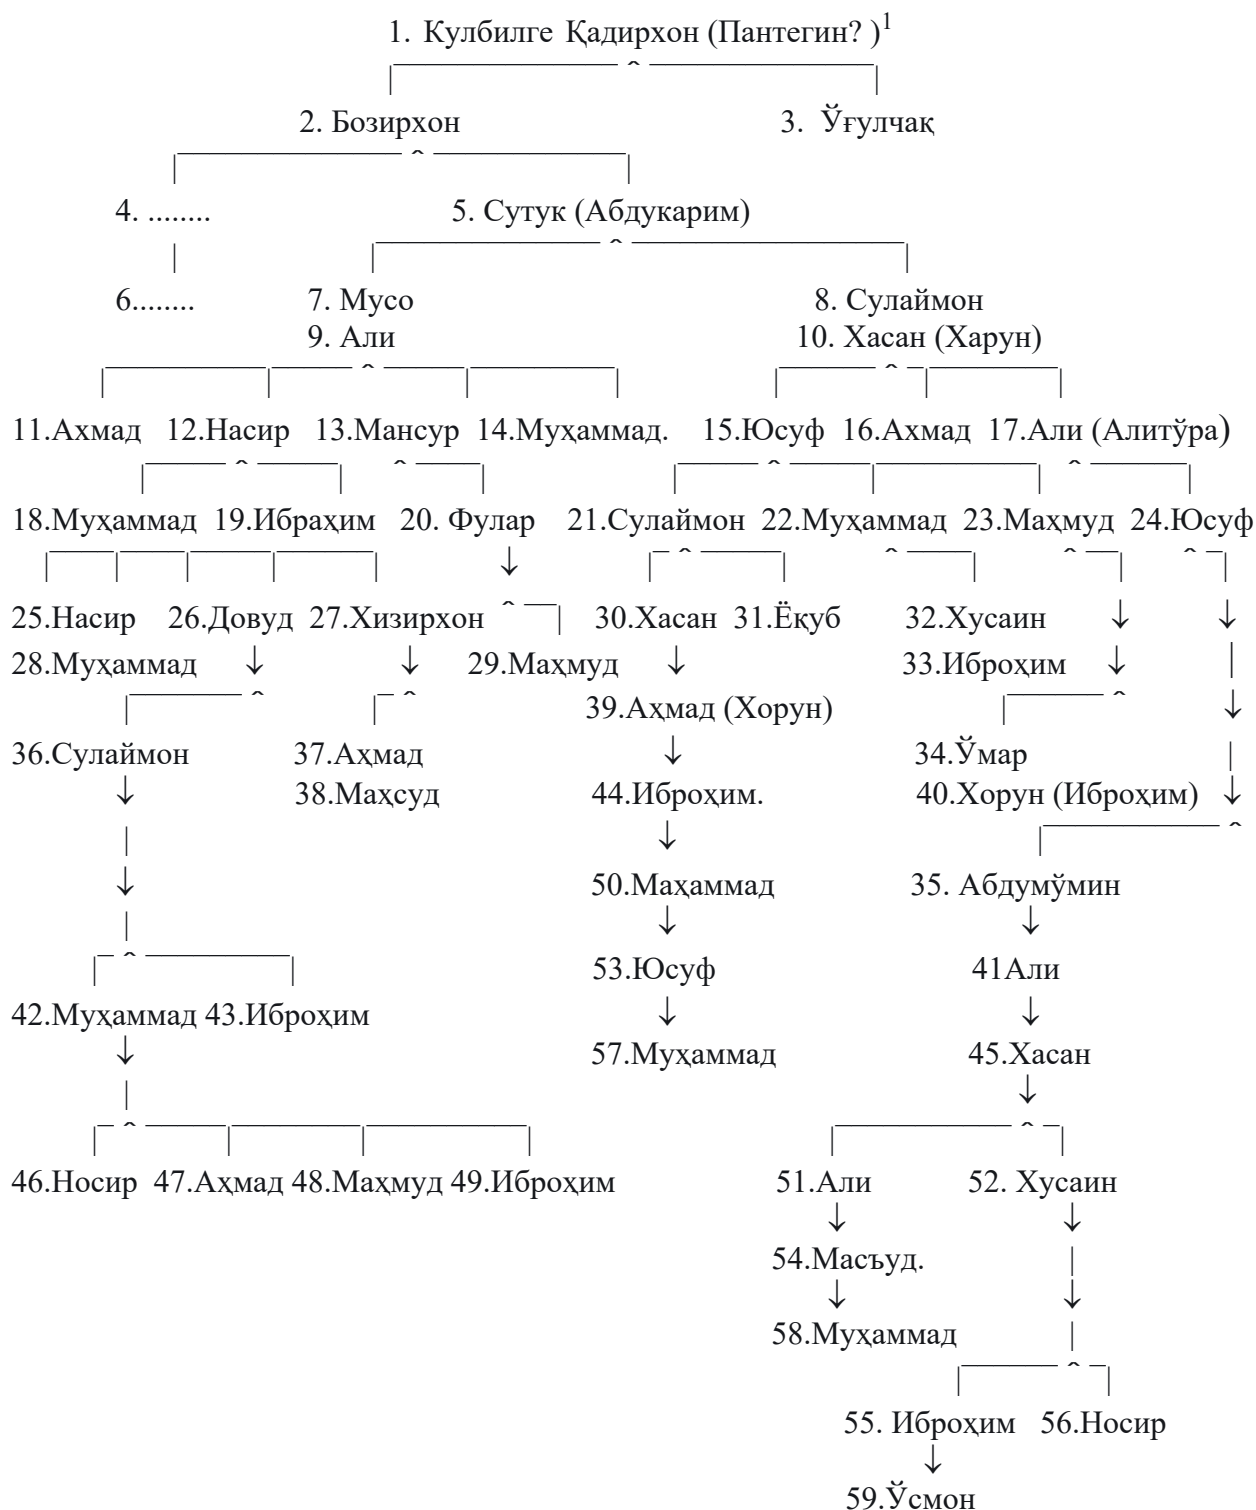 1. Кулбилге Қадирхон (Пантегин? )1
2. Бозирхон 3. Ўғулчақ
4. ........ 5. Сутук (Абдукарим)
6........ 7. Мусо 8. Сулаймон
9. Али 10. Хасан (Харун)
11.Ахмад 12.Насир 13.Мансур 14.Муҳаммад. 15.Юсуф 16.Ахмад 17.Али (Алитўра)
18.Муҳаммад 19.Ибраҳим 20. Фулар 21.Сулаймон 22.Муҳаммад 23.Маҳмуд 24.Юсуф
25.Насир 26.Довуд 27.Хизирхон 30.Хасан 31.Ёқуб 32.Хусаин
28.Муҳаммад 29.Маҳмуд 33.Иброҳим
39.Аҳмад (Хорун)
36.Сулаймон 37.Аҳмад 34.Ўмар
38.Маҳсуд 44.Иброҳим. 40.Хорун (Иброҳим)
50.Маҳаммад 35. Абдумўмин
53.Юсуф 41Али
42.Муҳаммад 43.Иброҳим
57.Муҳаммад 45.Хасан
46.Носир 47.Аҳмад 48.Маҳмуд 49.Иброҳим 51.Али 52. Хусаин
54.Масъуд.
58.Муҳаммад
55. Иброҳим 56.Носир
59.Ўсмон